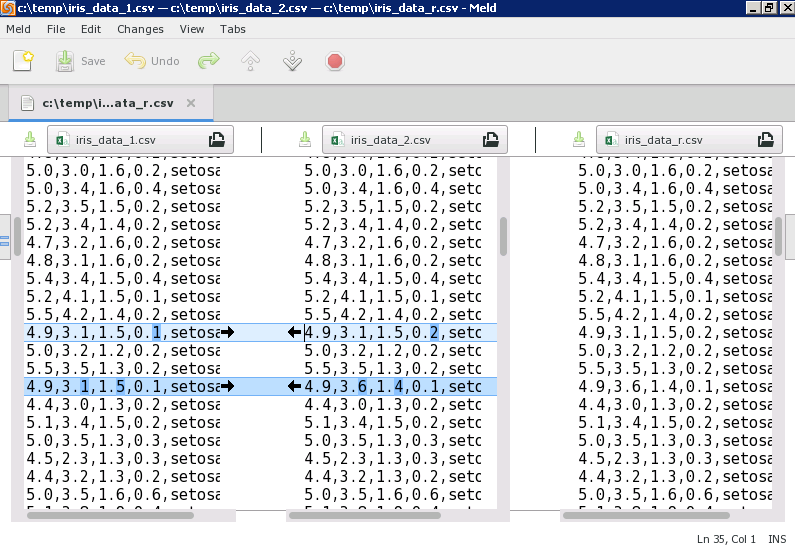 c:\temp\iris_data_1.csv — c:\temp\iris_data_2.csv — c:\temp\iris_data_r.csv - Meld
Meld File Edit Changes View Tabs
Save Undo
c:\temp\i...ata_r.csv
iris_data_1.csv iris_data_2.csv iris_data_r.csv
5.0,3.0,1.6,0.2,setosa 5.0,3.0,1.6,0.2,setc 5.0,3.0,1.6,0.2,setosa
5.0,3.4,1.6,0.4,setosa 5.0,3.4,1.6,0.4,setc 5.0,3.4,1.6,0.4,setosa
5.2,3.5,1.5,0.2,setosa 5.2,3.5,1.5,0.2,setc 5.2,3.5,1.5,0.2,setosa
5.2,3.4,1.4,0.2,setosa 5.2,3.4,1.4,0.2,setc 5.2,3.4,1.4,0.2,setosa
4.7,3.2,1.6,0.2,setosa 4.7,3.2,1.6,0.2,setc 4.7,3.2,1.6,0.2,setosa
4.8,3.1,1.6,0.2,setosa 4.8,3.1,1.6,0.2,setc 4.8,3.1,1.6,0.2,setosa
5.4,3.4,1.5,0.4,setosa 5.4,3.4,1.5,0.4,setc 5.4,3.4,1.5,0.4,setosa
5.2,4.1,1.5,0.1,setosa 5.2,4.1,1.5,0.1,setc 5.2,4.1,1.5,0.1,setosa
5.5,4.2,1.4,0.2,setosa 5.5,4.2,1.4,0.2,setc 5.5,4.2,1.4,0.2,setosa
4.9,3.1,1.5,0.1,setosa 4.9,3.1,1.5,0.2,setc 4.9,3.1,1.5,0.2,setosa
5.0,3.2,1.2,0.2,setosa 5.0,3.2,1.2,0.2,setc 5.0,3.2,1.2,0.2,setosa
5.5,3.5,1.3,0.2,setosa 5.5,3.5,1.3,0.2,setc 5.5,3.5,1.3,0.2,setosa
4.9,3.1,1.5,0.1,setosa 4.9,3.6,1.4,0.1,setc 4.9,3.6,1.4,0.1,setosa
4.4,3.0,1.3,0.2,setosa 4.4,3.0,1.3,0.2,setc 4.4,3.0,1.3,0.2,setosa
5.1,3.4,1.5,0.2,setosa 5.1,3.4,1.5,0.2,setc 5.1,3.4,1.5,0.2,setosa
5.0,3.5,1.3,0.3,setosa 5.0,3.5,1.3,0.3,setc 5.0,3.5,1.3,0.3,setosa
4.5,2.3,1.3,0.3,setosa 4.5,2.3,1.3,0.3,setc 4.5,2.3,1.3,0.3,setosa
4.4,3.2,1.3,0.2,setosa 4.4,3.2,1.3,0.2,setc 4.4,3.2,1.3,0.2,setosa
5.0,3.5,1.6,0.6,setosa 5.0,3.5,1.6,0.6,setc 5.0,3.5,1.6,0.6,setosa
Ln 35, Col 1 INS